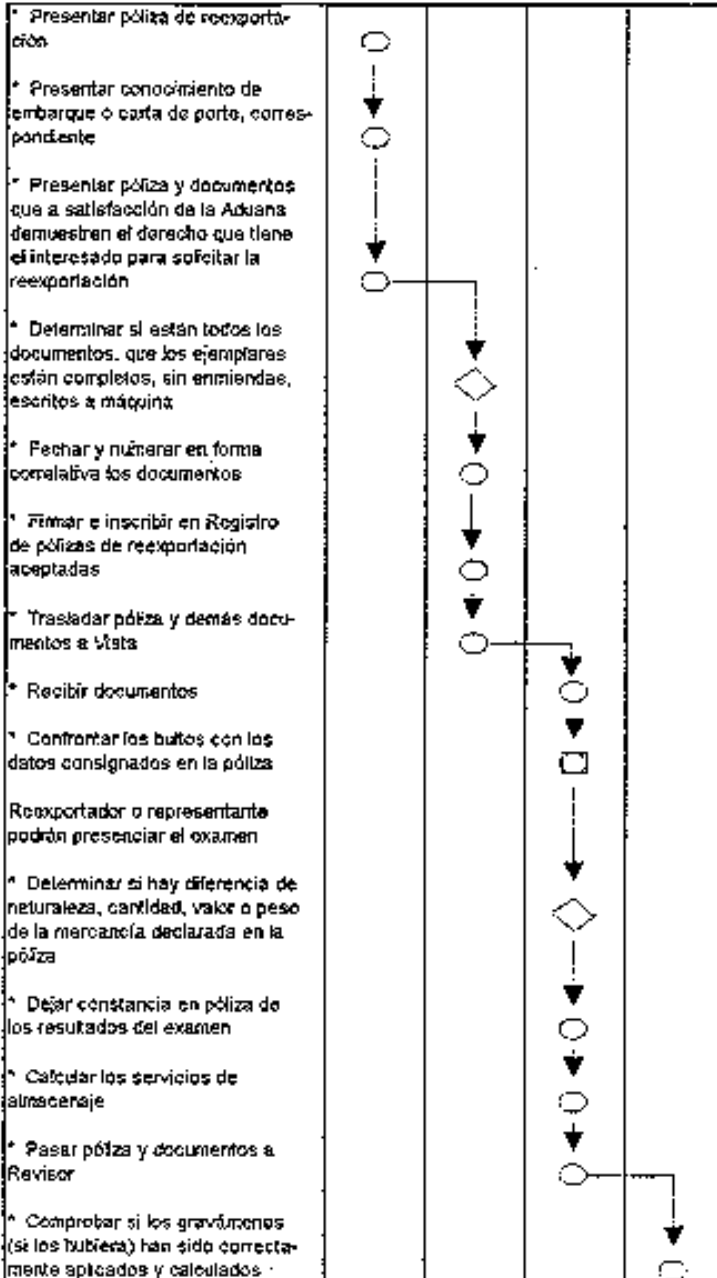 * Presentar póliza de reexporta-
ción
* Presentar conocimiento de
embarque o carta de porte, corres-
pondiente
* Presentar póliza y documentos
que a satisfacción de la Aduana
demuestren el derecho que tiene
el interesado para solicitar la
reexportación
* Determinar si están todos los
documentos, que los ejemplares
están completos, sin enmiendas,
escritos a máquina
* Fechar y numerar en forma
correlativa los documentos
* Firmar e inscribir en Registro
de pólizas de reexportación
aceptadas
* Trasladar póliza y demás docu-
mentos a Vista
* Recibir documentos
* Confrontar los bultos con los
datos consignados en la póliza
Reexportador o representante
podrán presenciar el examen
* Determinar si hay diferencia de
naturaleza, cantidad, valor o peso
de la mercancía declarada en la
póliza
* Dejar constancia en póliza de
los resultados del examen
* Calcular los servicios de
almacenaje
* Pasar póliza y documentos a
Revisor
* Comprobar si los gravámenes
(si los hubiera) han sido correcta-
mente aplicados y calculados